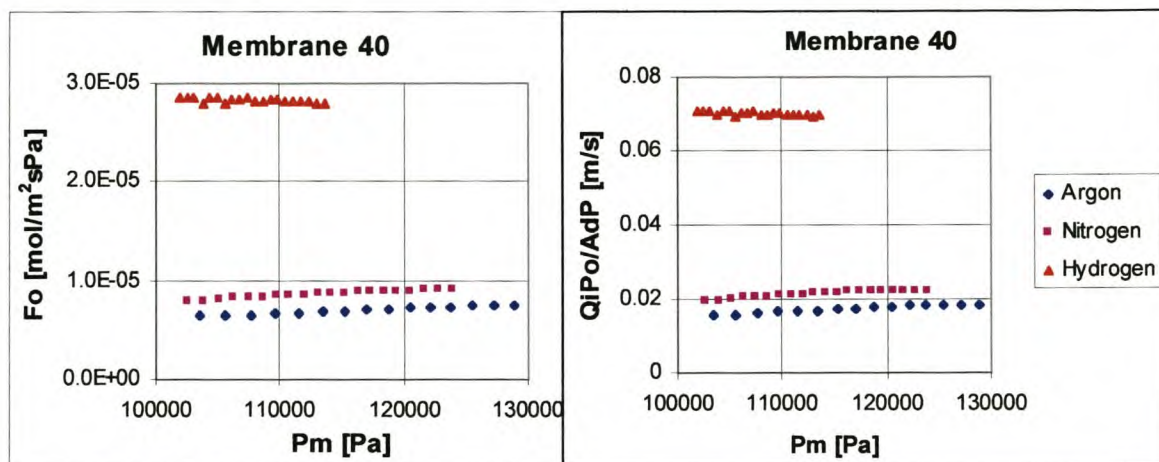 Membrane 40
3.0E-05
2.0E-05
1.0E-05
0.0E+00
Fo [mol/m²sPa]
100000 110000 120000 130000
Pm [Pa]
Membrane 40
0.08
0.06
0.04
0.02
0
QiPo/AdP [m/s]
100000 110000 120000 130000
Pm [Pa]
Argon
Nitrogen
Hydrogen